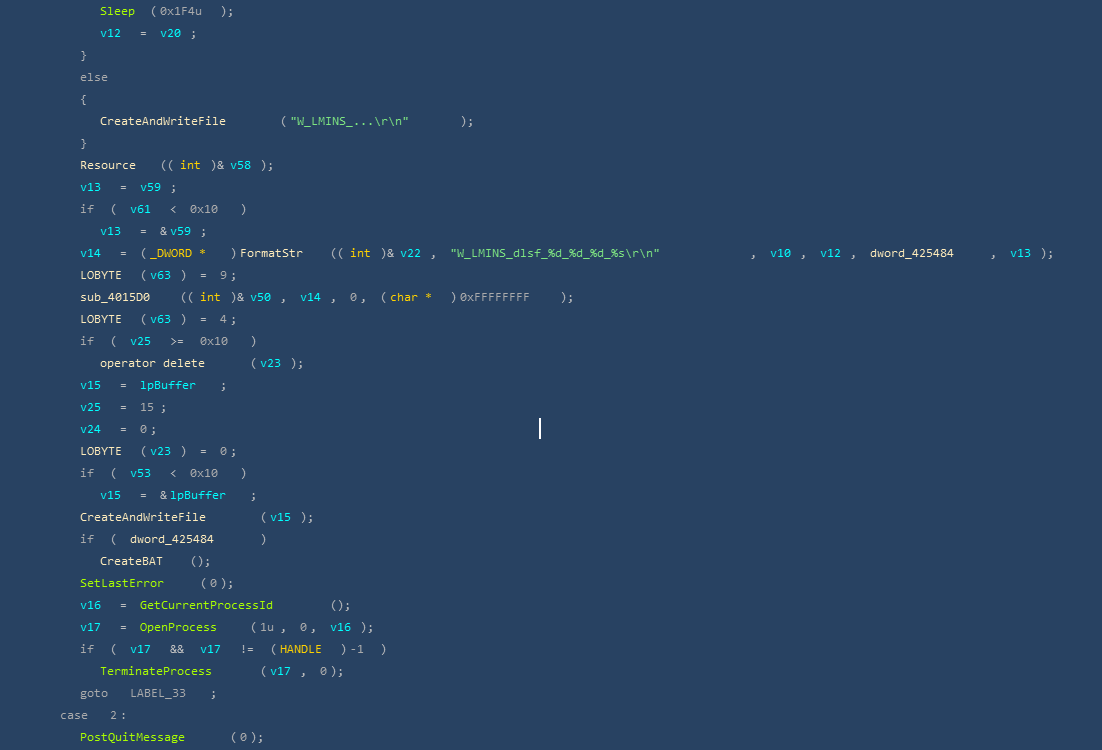 Sleep (0x1F4u );
v12 = v20 ;
}
else
{
CreateAndWriteFile ("W_LMINS_...\r\n" );
}
Resource (( int )& v58 );
v13 = v59 ;
if ( v61 < 0x10 )
v13 = & v59 ;
v14 = (_DWORD * )FormatStr (( int )& v22 , "W_LMINS_dlsf_%d_%d_%d_%s\r\n" , v10 , v12 , dword_425484 , v13 );
LOBYTE (v63 ) = 9;
sub_4015D0 (( int )& v50 , v14 , 0, (char * )0xFFFFFFFF );
LOBYTE (v63 ) = 4;
if ( v25 >= 0x10 )
operator delete (v23 );
v15 = lpBuffer ;
v25 = 15 ;
v24 = 0;
LOBYTE (v23 ) = 0;
if ( v53 < 0x10 )
v15 = &lpBuffer ;
CreateAndWriteFile (v15 );
if ( dword_425484 )
CreateBAT ();
SetLastError (0);
v16 = GetCurrentProcessId ();
v17 = OpenProcess (1u , 0, v16 );
if ( v17 && v17 != (HANDLE )-1 )
TerminateProcess (v17 , 0);
goto LABEL_33 ;
case 2:
PostQuitMessage (0);